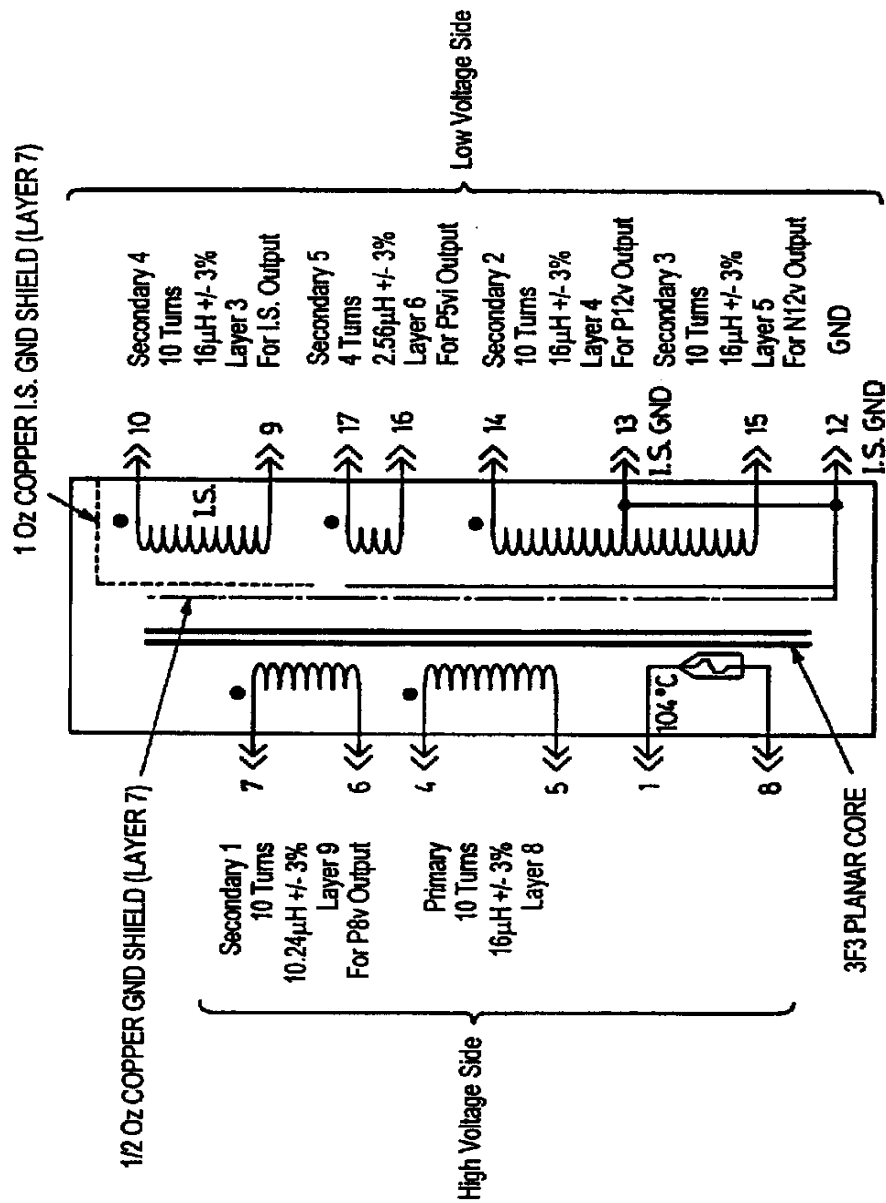 1 Oz COPPER I.S. GND SHIELD (LAYER 7)
1/2 Oz COPPER GND SHIELD (LAYER 7)
High Voltage Side
Secondary 1
10 Turns
10.24µH +/- 3%
Layer 9
For P8v Output
Primary
10 Turns
16µH +/- 3%
Layer 8
3F3 PLANAR CORE
7
6
4
5
1
8
104°C
I.S.
10
9
17
16
14
13
I.S. GND
15
12
I.S. GND
Secondary 4
10 Turns
16µH +/- 3%
Layer 3
For I.S. Output
Secondary 5
4 Turns
2.56µH +/- 3%
Layer 6
For P5vi Output
Secondary 2
10 Turns
16µH +/- 3%
Layer 4
For P12v Output
Secondary 3
10 Turns
16µH +/- 3%
Layer 5
For N12v Output
GND
Low Voltage Side